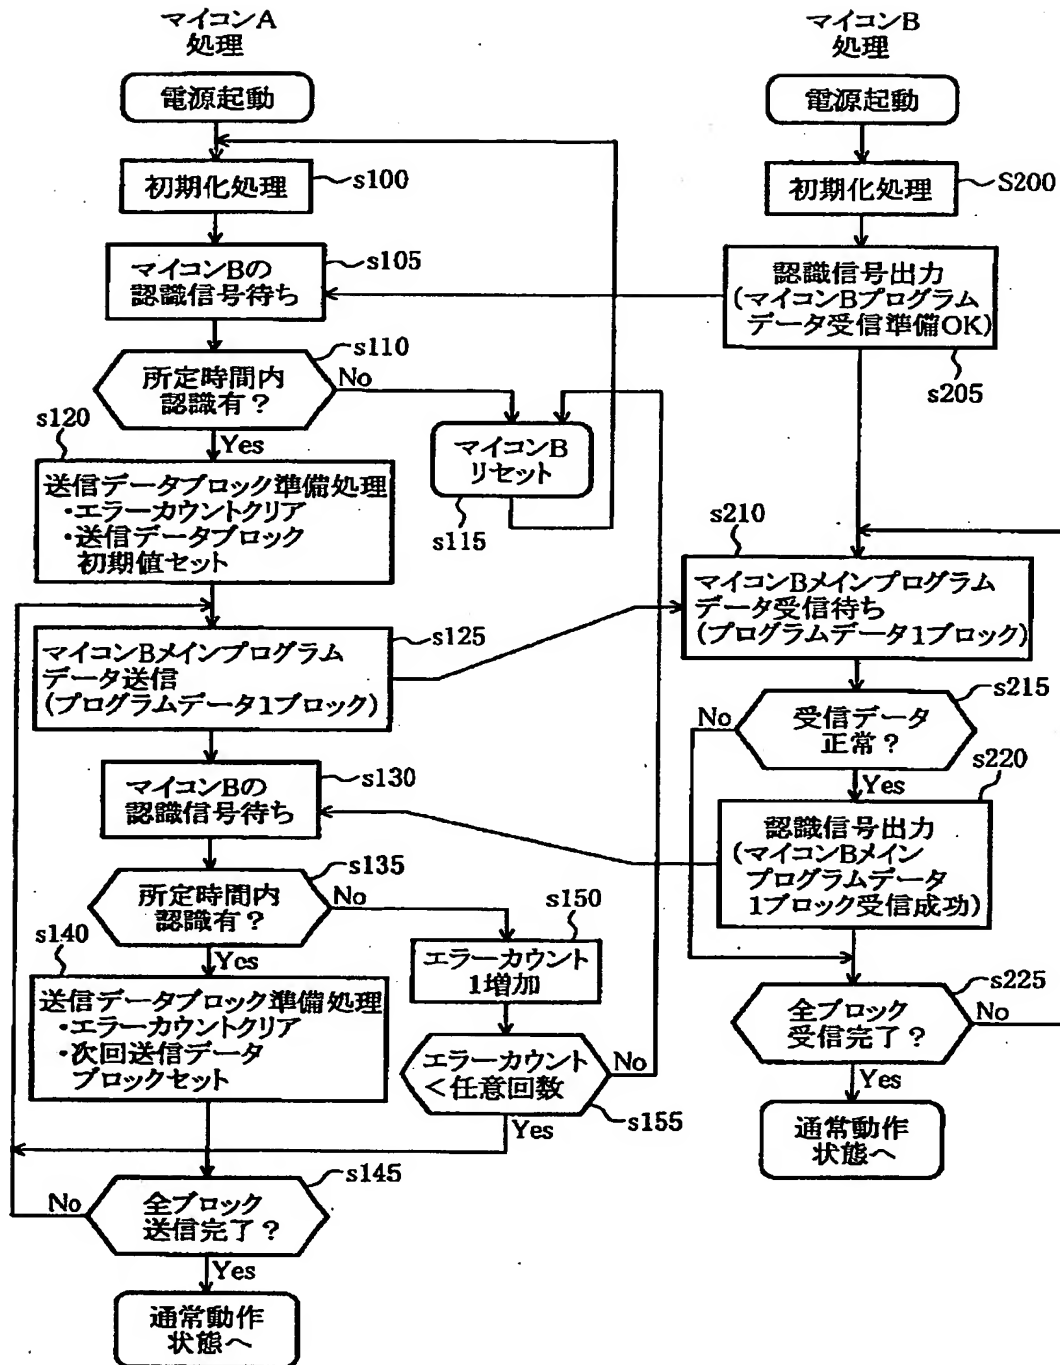 マイコンA
処理
電源起動
初期化処理
s100
マイコンBの
認識信号待ち
s105
所定時間内
認識有?
s110
No
Yes
マイコンB
リセット
s115
s120
送信データブロック準備処理
・エラーカウントクリア
・送信データブロック
初期値セット
マイコンBメインプログラム
データ送信
(プログラムデータ1ブロック)
s125
マイコンBの
認識信号待ち
s130
所定時間内
認識有?
s135
No
Yes
s140
送信データブロック準備処理
・エラーカウントクリア
・次回送信データ
ブロックセット
s150
エラーカウント
1増加
エラーカウント
<任意回数
No
s155
Yes
全ブロック
送信完了?
s145
No
Yes
通常動作
状態へ
マイコンB
処理
電源起動
初期化処理
S200
認識信号出力
(マイコンBプログラム
データ受信準備OK)
s205
s210
マイコンBメインプログラム
データ受信待ち
(プログラムデータ1ブロック)
受信データ
正常?
s215
No
Yes
s220
認識信号出力
(マイコンBメイン
プログラムデータ
1ブロック受信成功)
全ブロック
受信完了?
s225
No
Yes
通常動作
状態へ